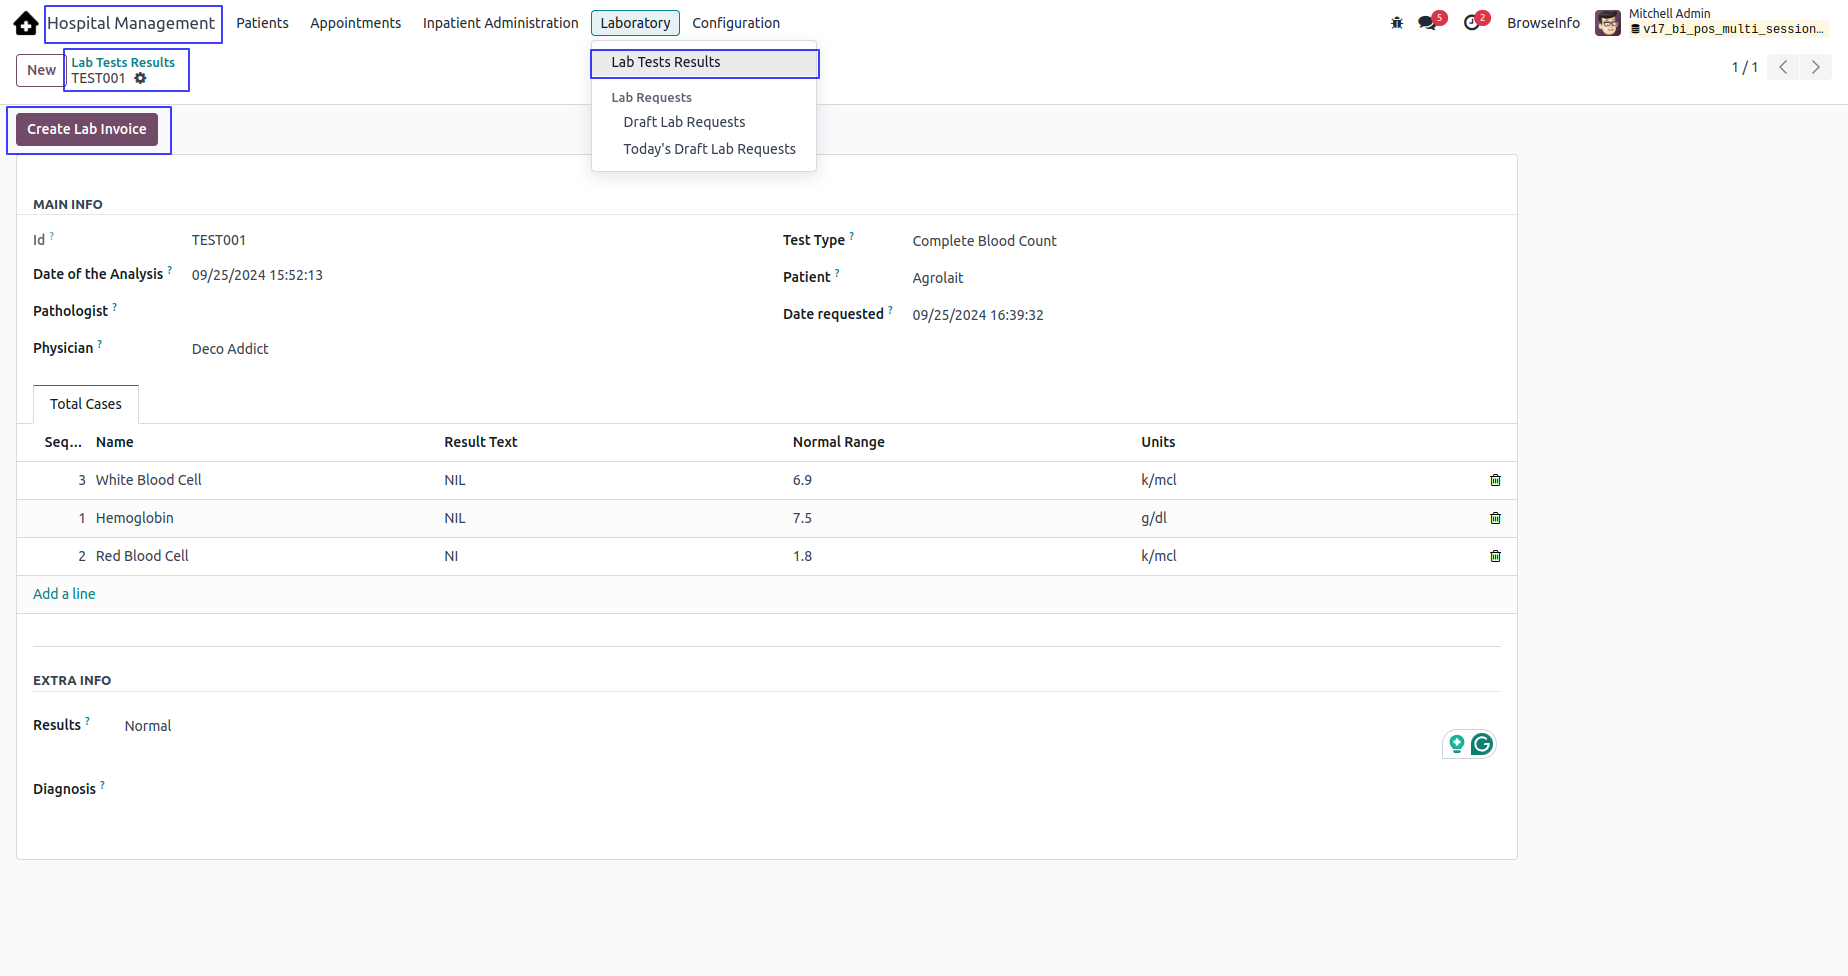 Hospital Management Patients Appointments Inpatient Administration Laboratory Configuration 5 2 BrowseInfo Mitchell Admin
v17_bi_pos_multi_session…
New Lab Tests Results
TEST001
1 / 1
Lab Tests Results
Lab Requests
Draft Lab Requests
Today's Draft Lab Requests
Create Lab Invoice
MAIN INFO
Id ? TEST001 Test Type ? Complete Blood Count
Date of the Analysis ? 09/25/2024 15:52:13 Patient ? Agrolait
Pathologist ? Date requested ? 09/25/2024 16:39:32
Physician ? Deco Addict
Total Cases
Seq... Name Result Text Normal Range Units
3 White Blood Cell NIL 6.9 k/mcl
1 Hemoglobin NIL 7.5 g/dl
2 Red Blood Cell NI 1.8 k/mcl
Add a line
EXTRA INFO
Results ? Normal
Diagnosis ?